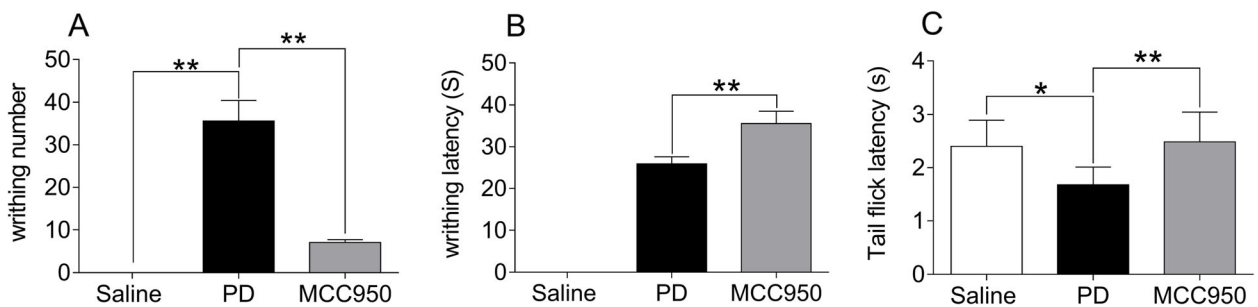 A
writhing number
50
40
30
20
10
0
**
**
Saline PD MCC950
B
writhing latency (S)
50
40
30
20
10
0
**
Saline PD MCC950
C
Tail flick latency (s)
4
3
2
1
0
*
**
Saline PD MCC950